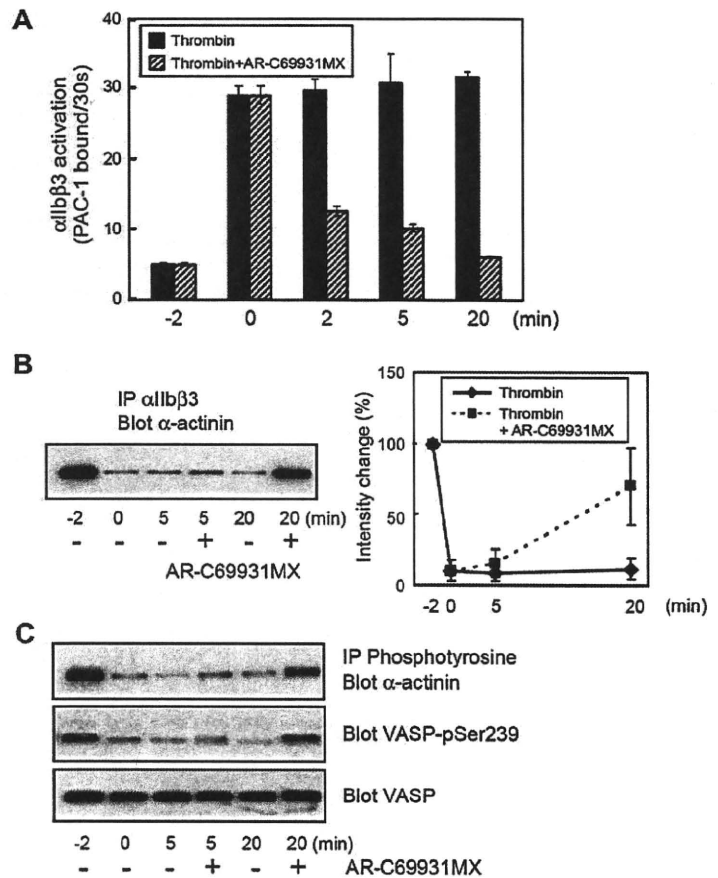 A
αIIbβ3 activation
(PAC-1 bound/30s)
40
30
20
10
0
Thrombin
Thrombin+AR-C69931MX
-2 0 2 5 20 (min)
B
IP αIIbβ3
Blot α-actinin
-2 0 5 5 20 20 (min)
- - - + - +
AR-C69931MX
Intensity change (%)
150
100
50
0
Thrombin
Thrombin
+ AR-C69931MX
-2 0 5 20 (min)
C
IP Phosphotyrosine
Blot α-actinin
Blot VASP-pSer239
Blot VASP
-2 0 5 5 20 20 (min)
- - - + - + AR-C69931MX